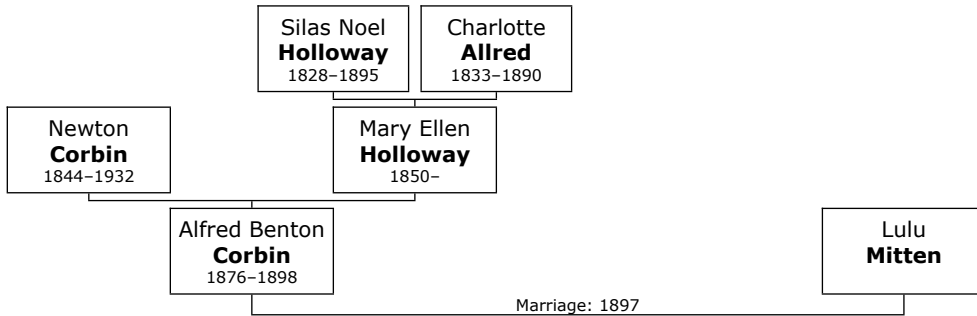 Silas Noel
Holloway
1828–1895
Charlotte
Allred
1833–1890
Newton
Corbin
1844–1932
Mary Ellen
Holloway
1850–
Alfred Benton
Corbin
1876–1898
Lulu
Mitten
Marriage: 1897